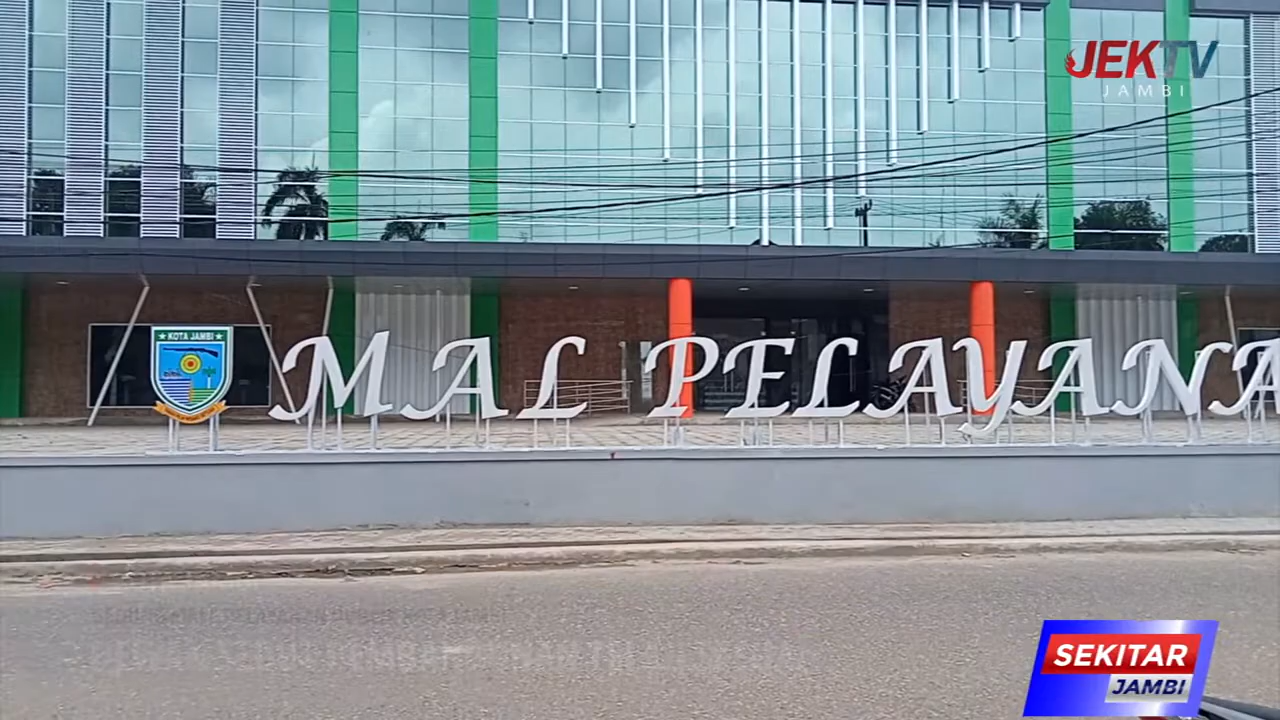 JEKTV
JAMBI
KOTA JAMBI
MAL PELAYANA
SEKITAR
JAMBI